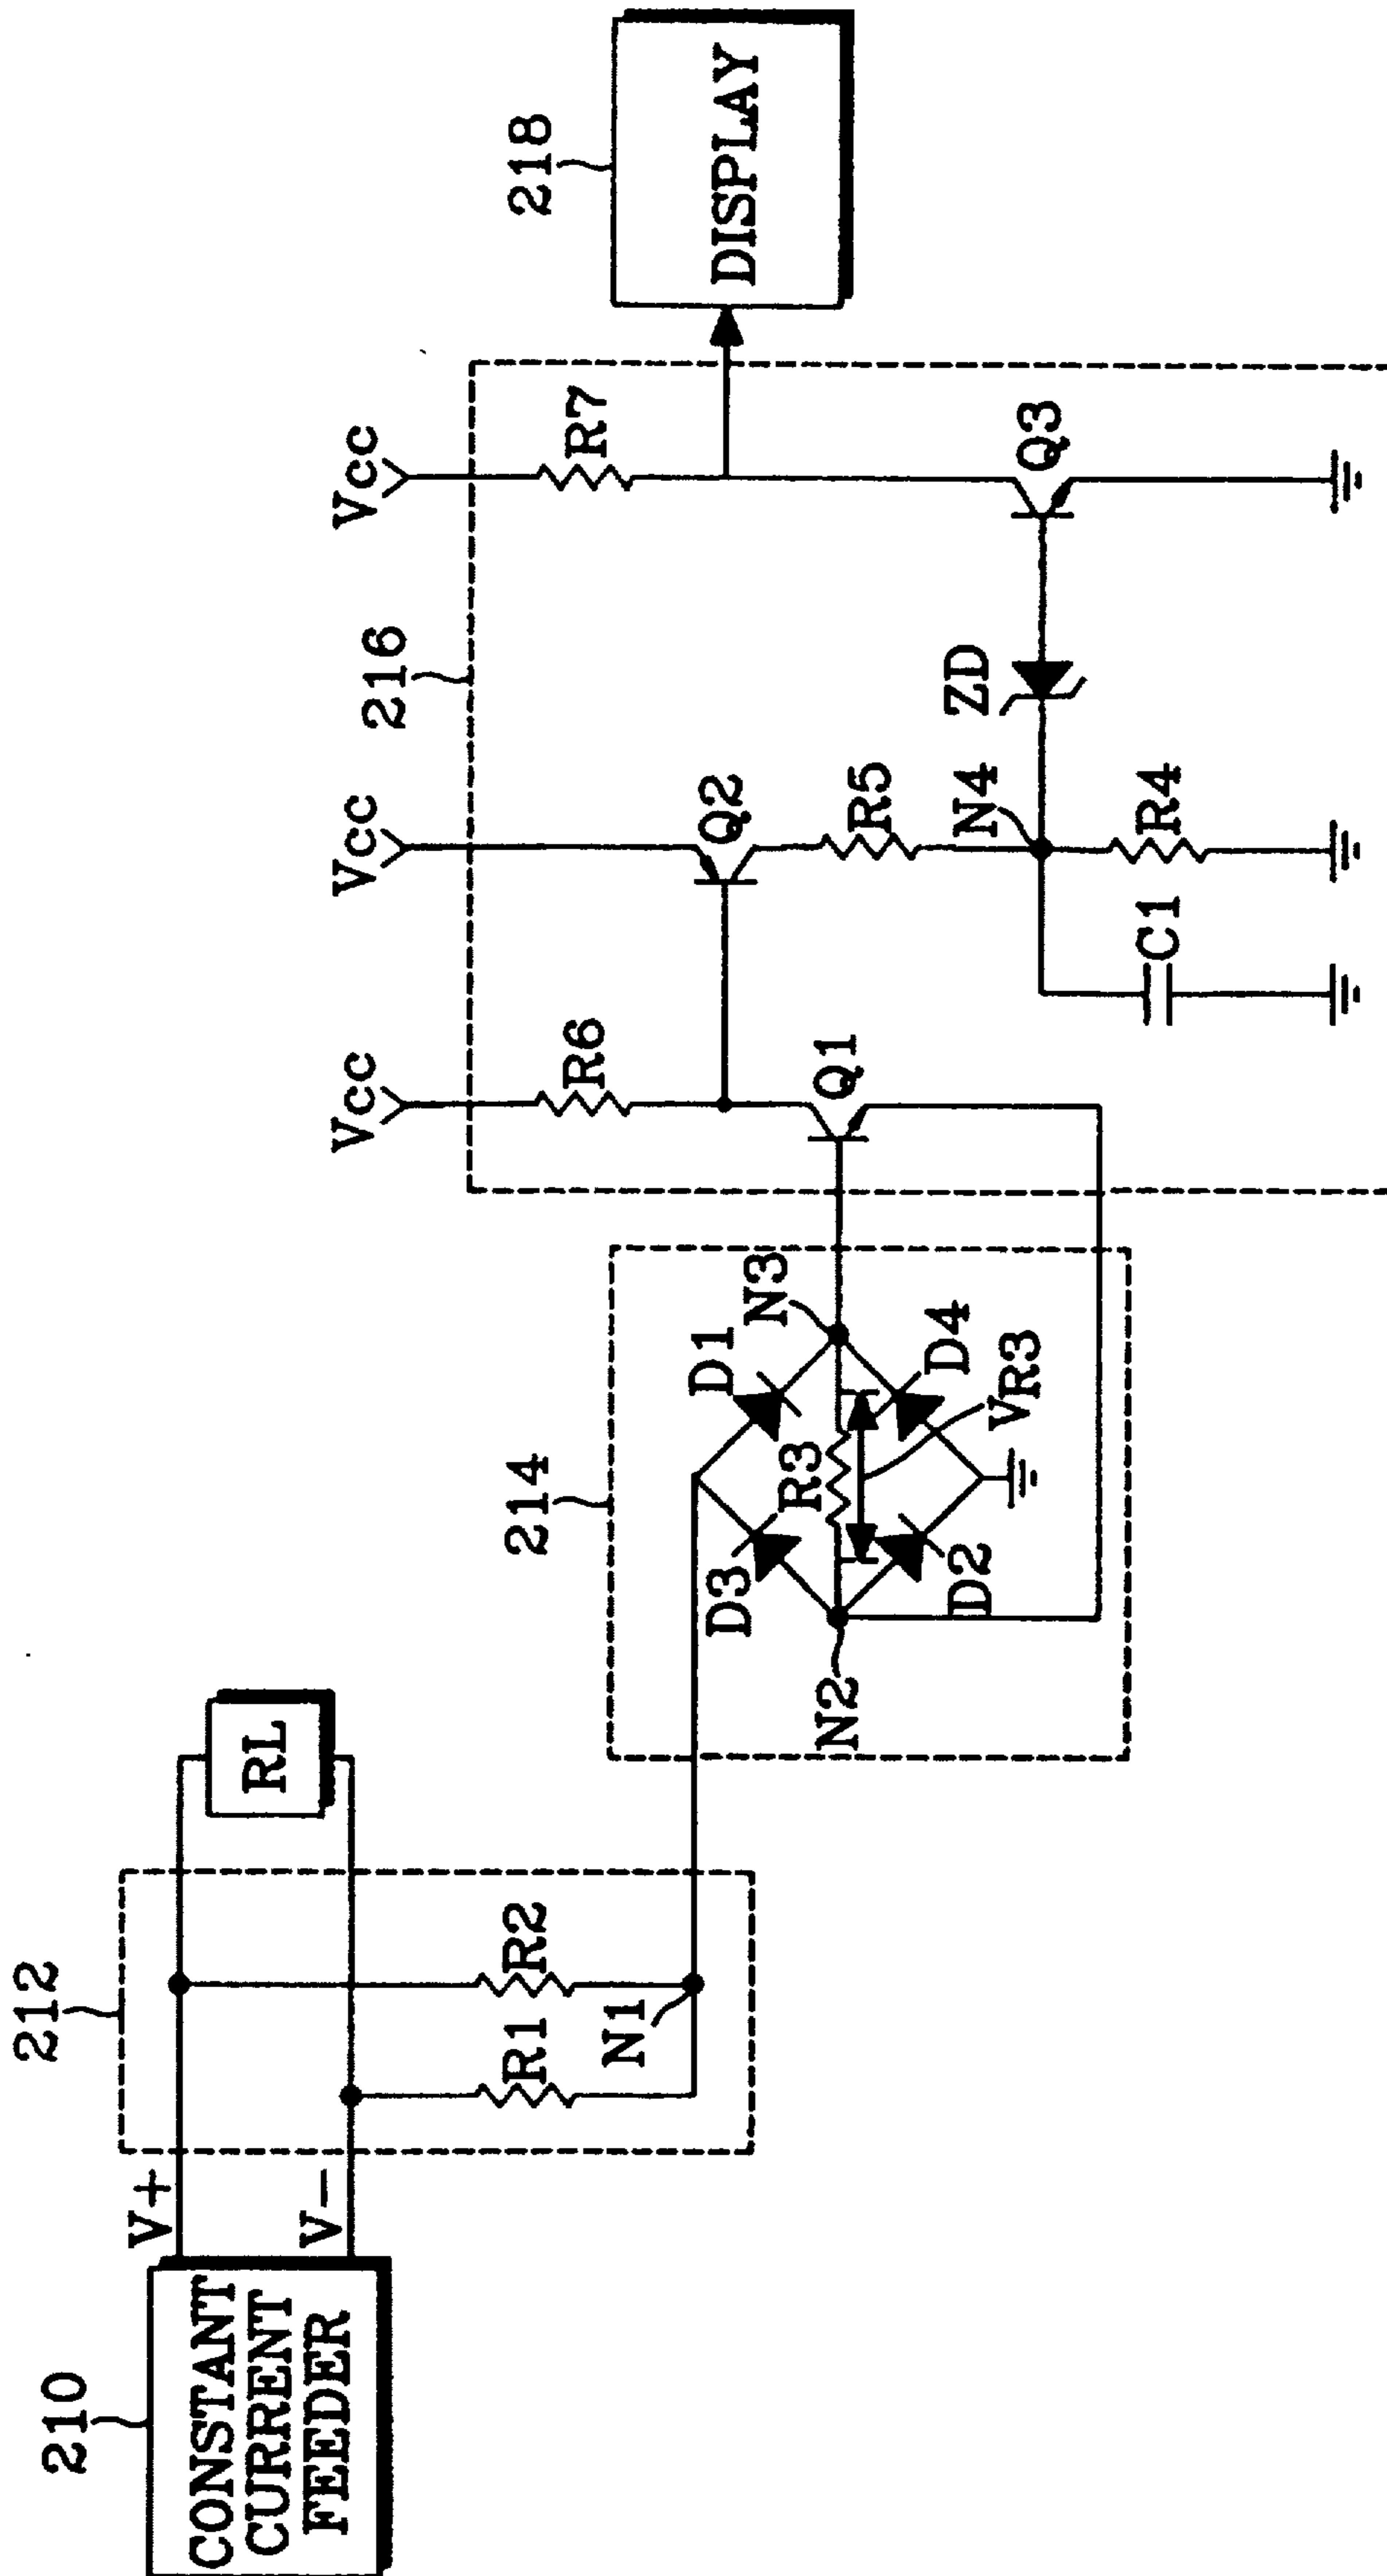 210
CONSTANT
CURRENT
FEEDER
V+
V-
212
R1
R2
N1
RL
214
D3
D1
N3
R3
N2
D2
D4
VR3
216
Vcc
R6
Q1
Vcc
Q2
R5
N4
C1
R4
ZD
Vcc
R7
Q3
218
DISPLAY